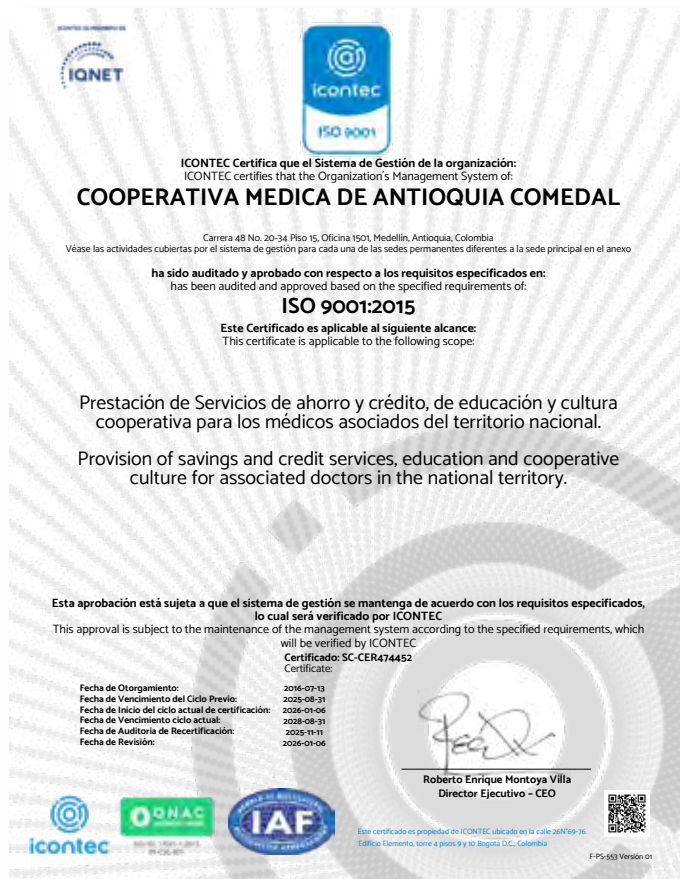 ICONTEC ES MIEMBRO DE
IQNET
icontec
ISO 9001
ICONTEC Certifica que el Sistema de Gestión de la organización:
ICONTEC certifies that the Organization's Management System of:
COOPERATIVA MEDICA DE ANTIOQUIA COMEDAL
Carrera 48 No. 20-34 Piso 15, Oficina 1501, Medellín, Antioquia, Colombia
Véase las actividades cubiertas por el sistema de gestión para cada una de las sedes permanentes diferentes a la sede principal en el anexo
ha sido auditado y aprobado con respecto a los requisitos especificados en:
has been audited and approved based on the specified requirements of:
ISO 9001:2015
Este Certificado es aplicable al siguiente alcance:
This certificate is applicable to the following scope:
Prestación de Servicios de ahorro y crédito, de educación y cultura
cooperativa para los médicos asociados del territorio nacional.
Provision of savings and credit services, education and cooperative
culture for associated doctors in the national territory.
Esta aprobación está sujeta a que el sistema de gestión se mantenga de acuerdo con los requisitos especificados,
lo cual será verificado por ICONTEC
This approval is subject to the maintenance of the management system according to the specified requirements, which
will be verified by ICONTEC
Certificado: SC-CER474452
Certificate:
Fecha de Otorgamiento: 2016-07-13
Fecha de Vencimiento del Ciclo Previo: 2025-08-31
Fecha de Inicio del ciclo actual de certificación: 2026-01-06
Fecha de Vencimiento ciclo actual: 2028-08-31
Fecha de Auditoria de Recertificación: 2025-11-11
Fecha de Revisión: 2026-01-06
Roberto Enrique Montoya Villa
Director Ejecutivo – CEO
icontec
ONAC
IAF
Este certificado es propiedad de ICONTEC ubicado en la calle 26N°69-76.
Edificio Elemento, torre 4 pisos 9 y 10 Bogotá D.C., Colombia
F-PS-553 Versión 01